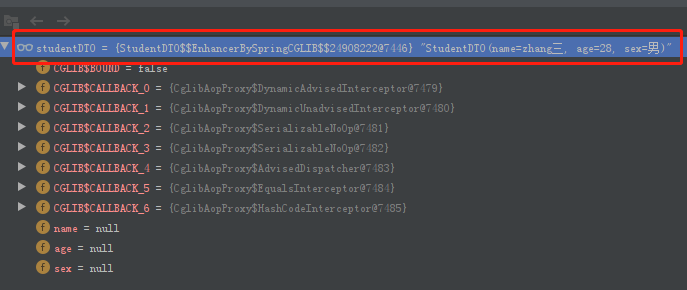 studentDTO = {StudentDTO$$EnhancerBySpringCGLIB$$24908222@7446} "StudentDTO(name=zhang三, age=28, sex=男)"
CGLIB$BOUND = false
CGLIB$CALLBACK_0 = {CglibAopProxy$DynamicAdvisedInterceptor@7479}
CGLIB$CALLBACK_1 = {CglibAopProxy$DynamicUnadvisedInterceptor@7480}
CGLIB$CALLBACK_2 = {CglibAopProxy$SerializableNoOp@7481}
CGLIB$CALLBACK_3 = {CglibAopProxy$SerializableNoOp@7482}
CGLIB$CALLBACK_4 = {CglibAopProxy$AdvisedDispatcher@7483}
CGLIB$CALLBACK_5 = {CglibAopProxy$EqualsInterceptor@7484}
CGLIB$CALLBACK_6 = {CglibAopProxy$HashCodeInterceptor@7485}
name = null
age = null
sex = null